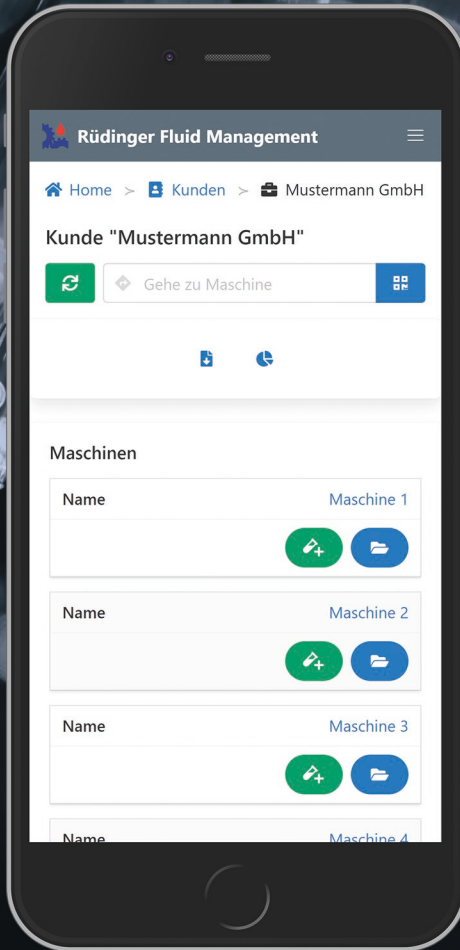 Rüdinger Fluid Management
Home > Kunden > Mustermann GmbH
Kunde "Mustermann GmbH"
Gehe zu Maschine
Maschinen
Name Maschine 1
Name Maschine 2
Name Maschine 3
Name Maschine 4